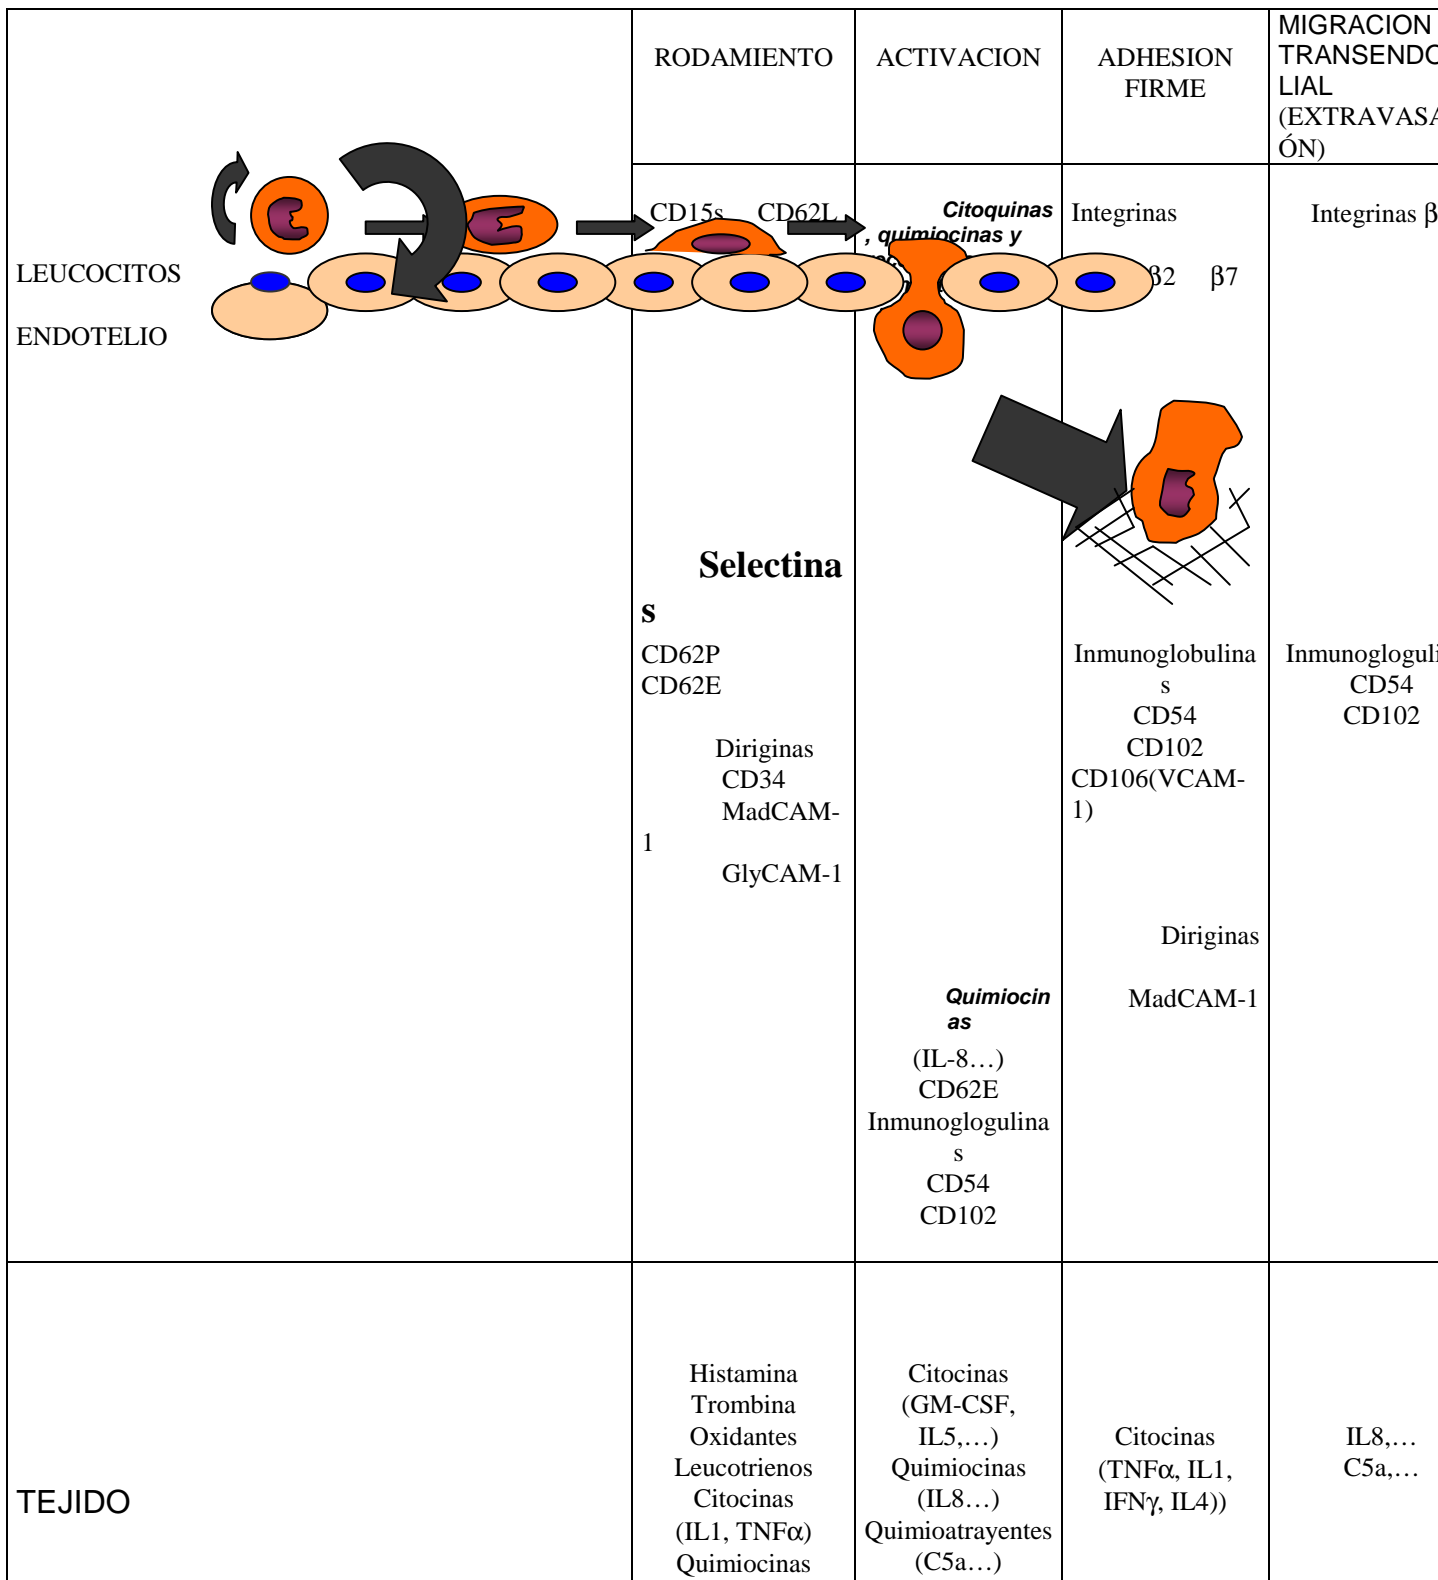 RODAMIENTO
ACTIVACION
ADHESION
FIRME
MIGRACION
TRANSENDO
LIAL
(EXTRAVASA
ÓN)
LEUCOCITOS
ENDOTELIO
CD15s CD62L
Selectina
s
CD62P
CD62E
Diriginas
CD34
MadCAM-
1
GlyCAM-1
Citoquinas
, quimiocinas y
Quimiocin
as
(IL-8…)
CD62E
Inmunoglogulina
s
CD54
CD102
Integrinas
β2 β7
Inmunoglobulina
s
CD54
CD102
CD106(VCAM-
1)
Diriginas
MadCAM-1
Integrinas β
Inmunogloguli
CD54
CD102
TEJIDO
Histamina
Trombina
Oxidantes
Leucotrienos
Citocinas
(IL1, TNFα)
Quimiocinas
Citocinas
(GM-CSF,
IL5,…)
Quimiocinas
(IL8…)
Quimioatrayentes
(C5a…)
Citocinas
(TNFα, IL1,
IFNγ, IL4))
IL8,…
C5a,…